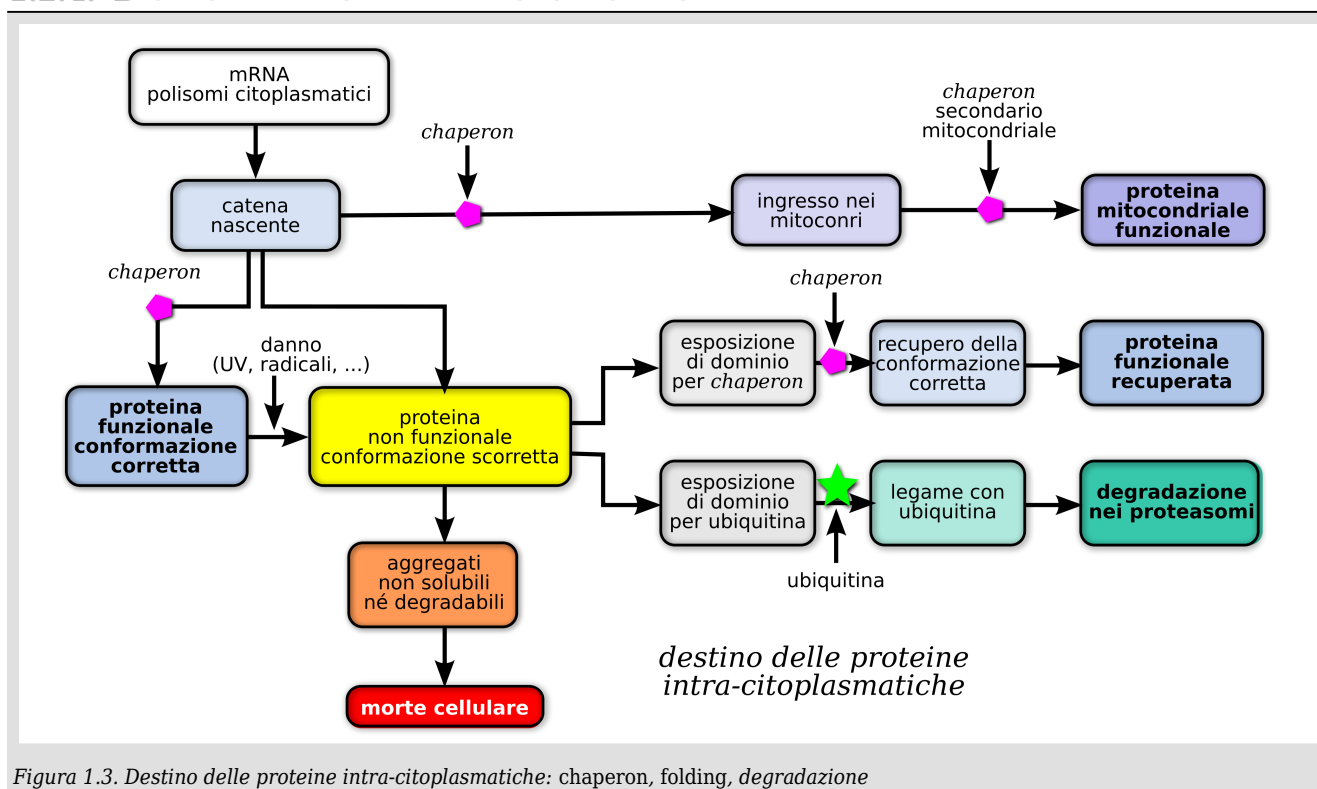 mRNA
polisomi citoplasmatici
chaperon
chaperon
secondario
mitocondriale
catena
nascente
ingresso nei
mitoconri
proteina
mitocondriale
funzionale
chaperon
chaperon
danno
(UV, radicali, ...)
esposizione
di dominio
per chaperon
recupero della
conformazione
corretta
proteina
funzionale
recuperata
proteina
funzionale
conformazione
corretta
proteina
non funzionale
conformazione scorretta
esposizione
di dominio
per ubiquitina
legame con
ubiquitina
degradazione
nei proteasomi
ubiquitina
aggregati
non solubili
né degradabili
morte cellulare
destino delle proteine
intra-citoplasmatiche
Figura 1.3. Destino delle proteine intra-citoplasmatiche: chaperon, folding, degradazione